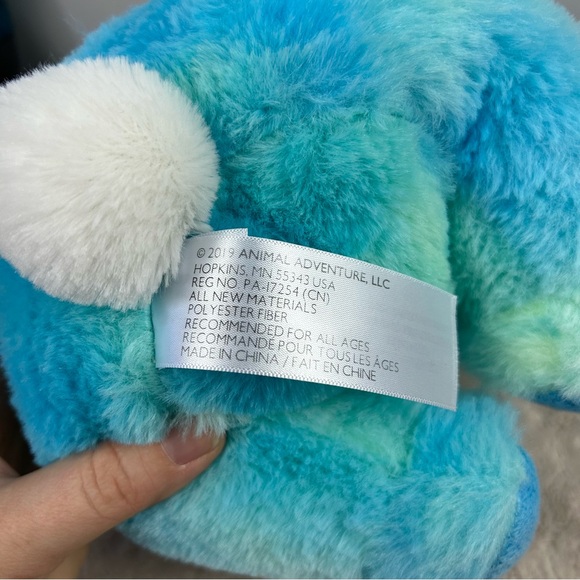 © 2019 ANIMAL ADVENTURE, LLC
HOPKINS, MN 55343 USA
REG NO. PA-17254 (CN)
ALL NEW MATERIALS
POLYESTER FIBER
RECOMMENDED FOR ALL AGES
RECOMMANDÉ POUR TOUS LES ÂGES
MADE IN CHINA / FAIT EN CHINE